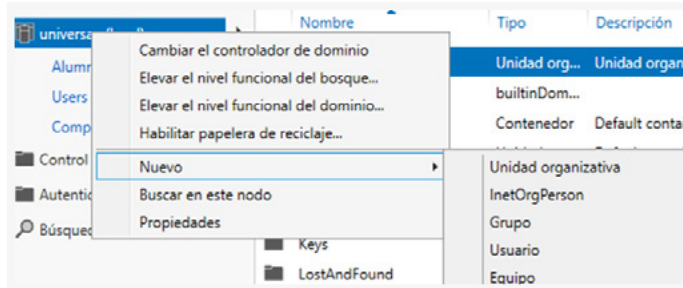 Nombre Tipo Descripción
Cambiar el controlador de dominio
Unidad org... Unidad organ
Alumn
Elevar el nivel funcional del bosque...
builtinDom...
Users
Elevar el nivel funcional del dominio...
Contenedor Default conta
Comp
Habilitar papelera de reciclaje...
Control
Nuevo
Unidad organizativa
Autentic
Buscar en este nodo
InetOrgPerson
Propiedades
Grupo
Búsqued
Keys
Usuario
LostAndFound
Equipo